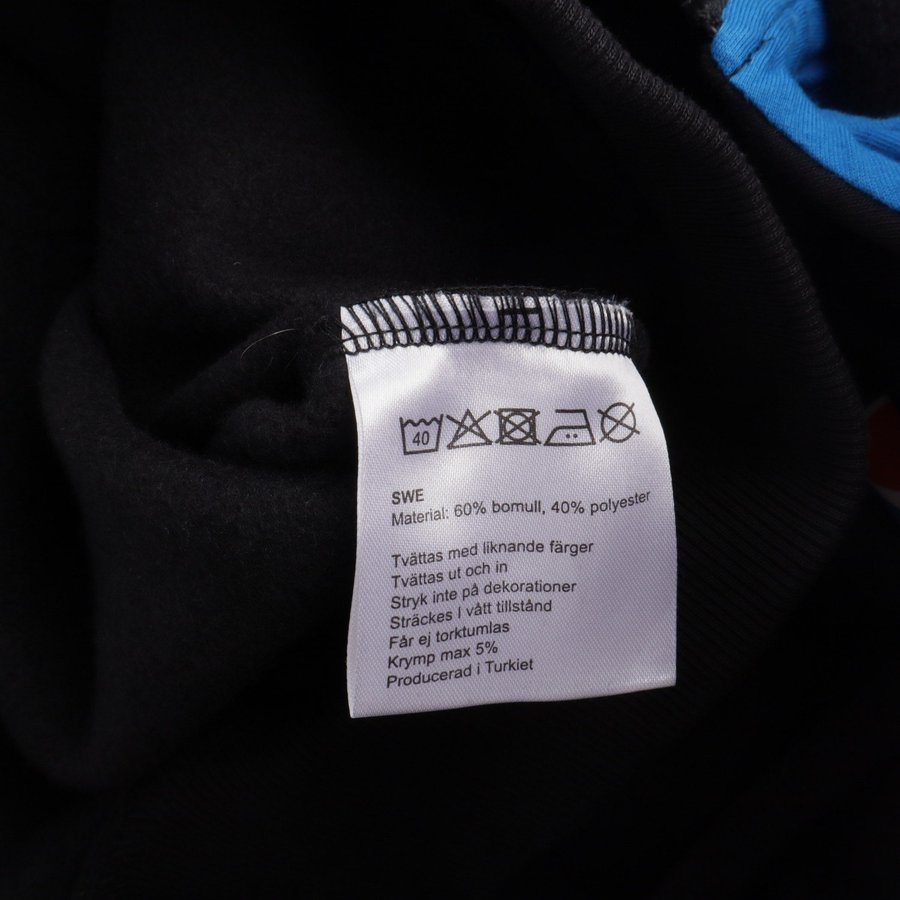 40
SWE
Material: 60% bomull, 40% polyester
Tvättas med liknande färger
Tvättas ut och in
Stryk inte på dekorationer
Sträckes I vått tillstånd
Får ej torktumlas
Krymp max 5%
Producerad i Turkiet